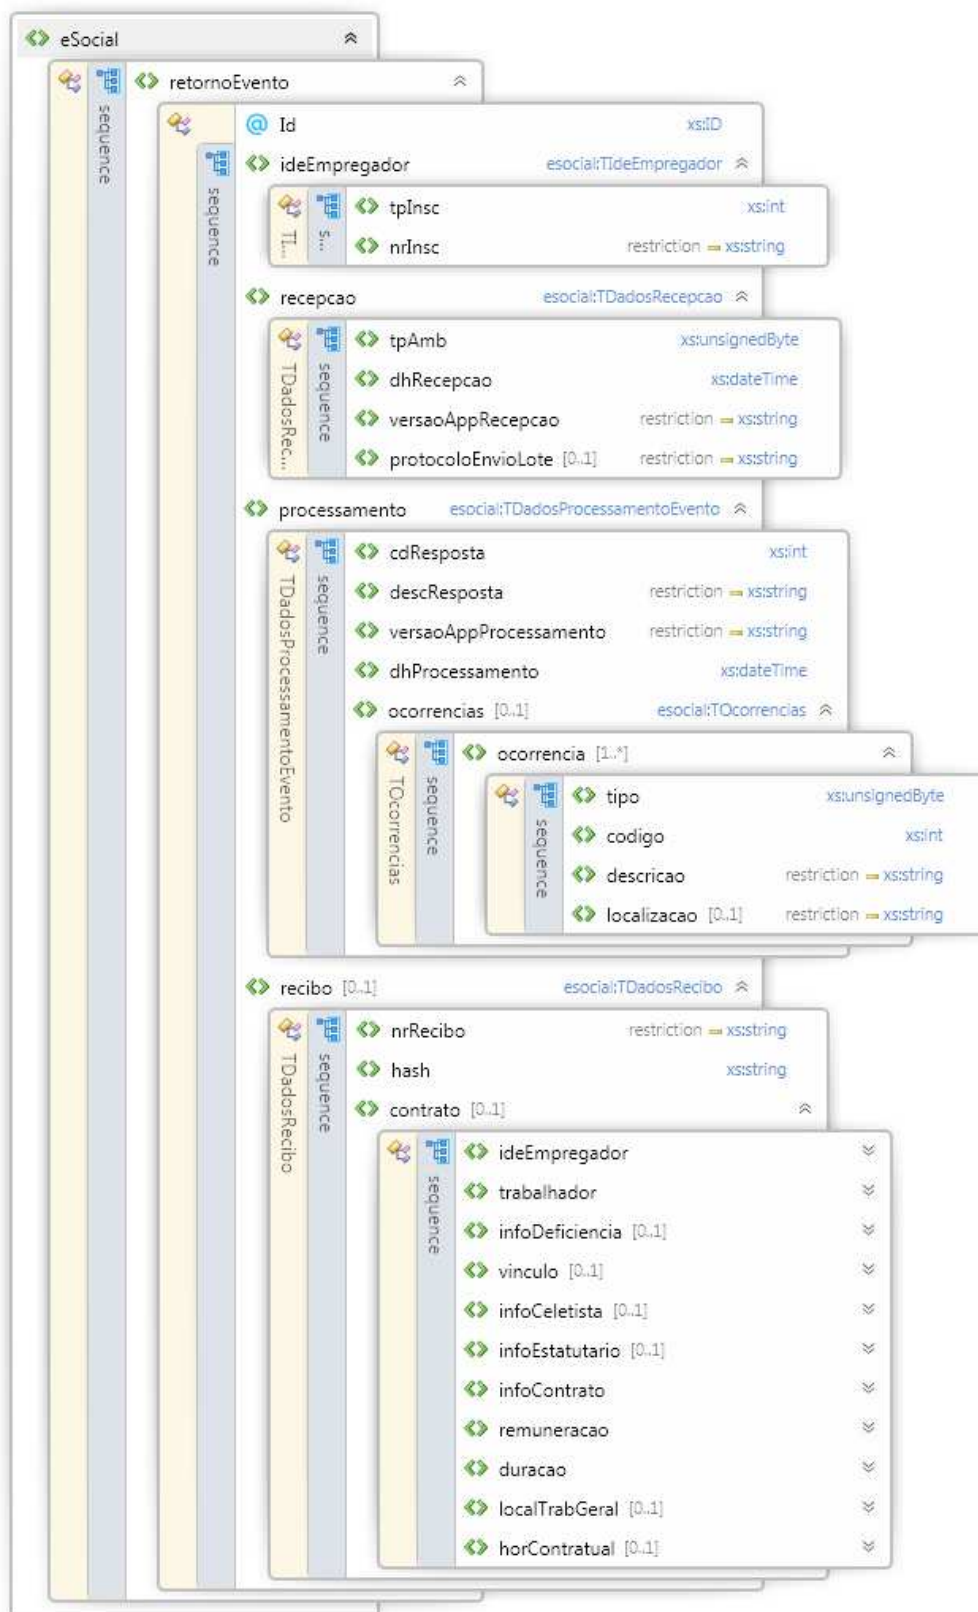 eSocial
sequence
retornoEvento
sequence
Id xs:ID
ideEmpregador esocial:TIdeEmpregador
TI...
s...
tpInsc xs:int
nrInsc restriction xs:string
recepcao esocial:TDadosRecepcao
TDadosRec...
sequence
tpAmb xs:unsignedByte
dhRecepcao xs:dateTime
versaoAppRecepcao restriction xs:string
protocoloEnvioLote [0..1] restriction xs:string
processamento esocial:TDadosProcessamentoEvento
TDadosProcessamentoEvento
sequence
cdResposta xs:int
descResposta restriction xs:string
versaoAppProcessamento restriction xs:string
dhProcessamento xs:dateTime
ocorrencias [0..1] esocial:TOcorrencias
TOcorrencias
sequence
ocorrencia [1..*]
sequence
tipo xs:unsignedByte
codigo xs:int
descricao restriction xs:string
localizacao [0..1] restriction xs:string
recibo [0..1] esocial:TDadosRecibo
TDadosRecibo
sequence
nrRecibo restriction xs:string
hash xs:string
contrato [0..1]
sequence
ideEmpregador
trabalhador
infoDeficiencia [0..1]
vinculo [0..1]
infoCeletista [0..1]
infoEstatutario [0..1]
infoContrato
remuneracao
duracao
localTrabGeral [0..1]
horContratual [0..1]